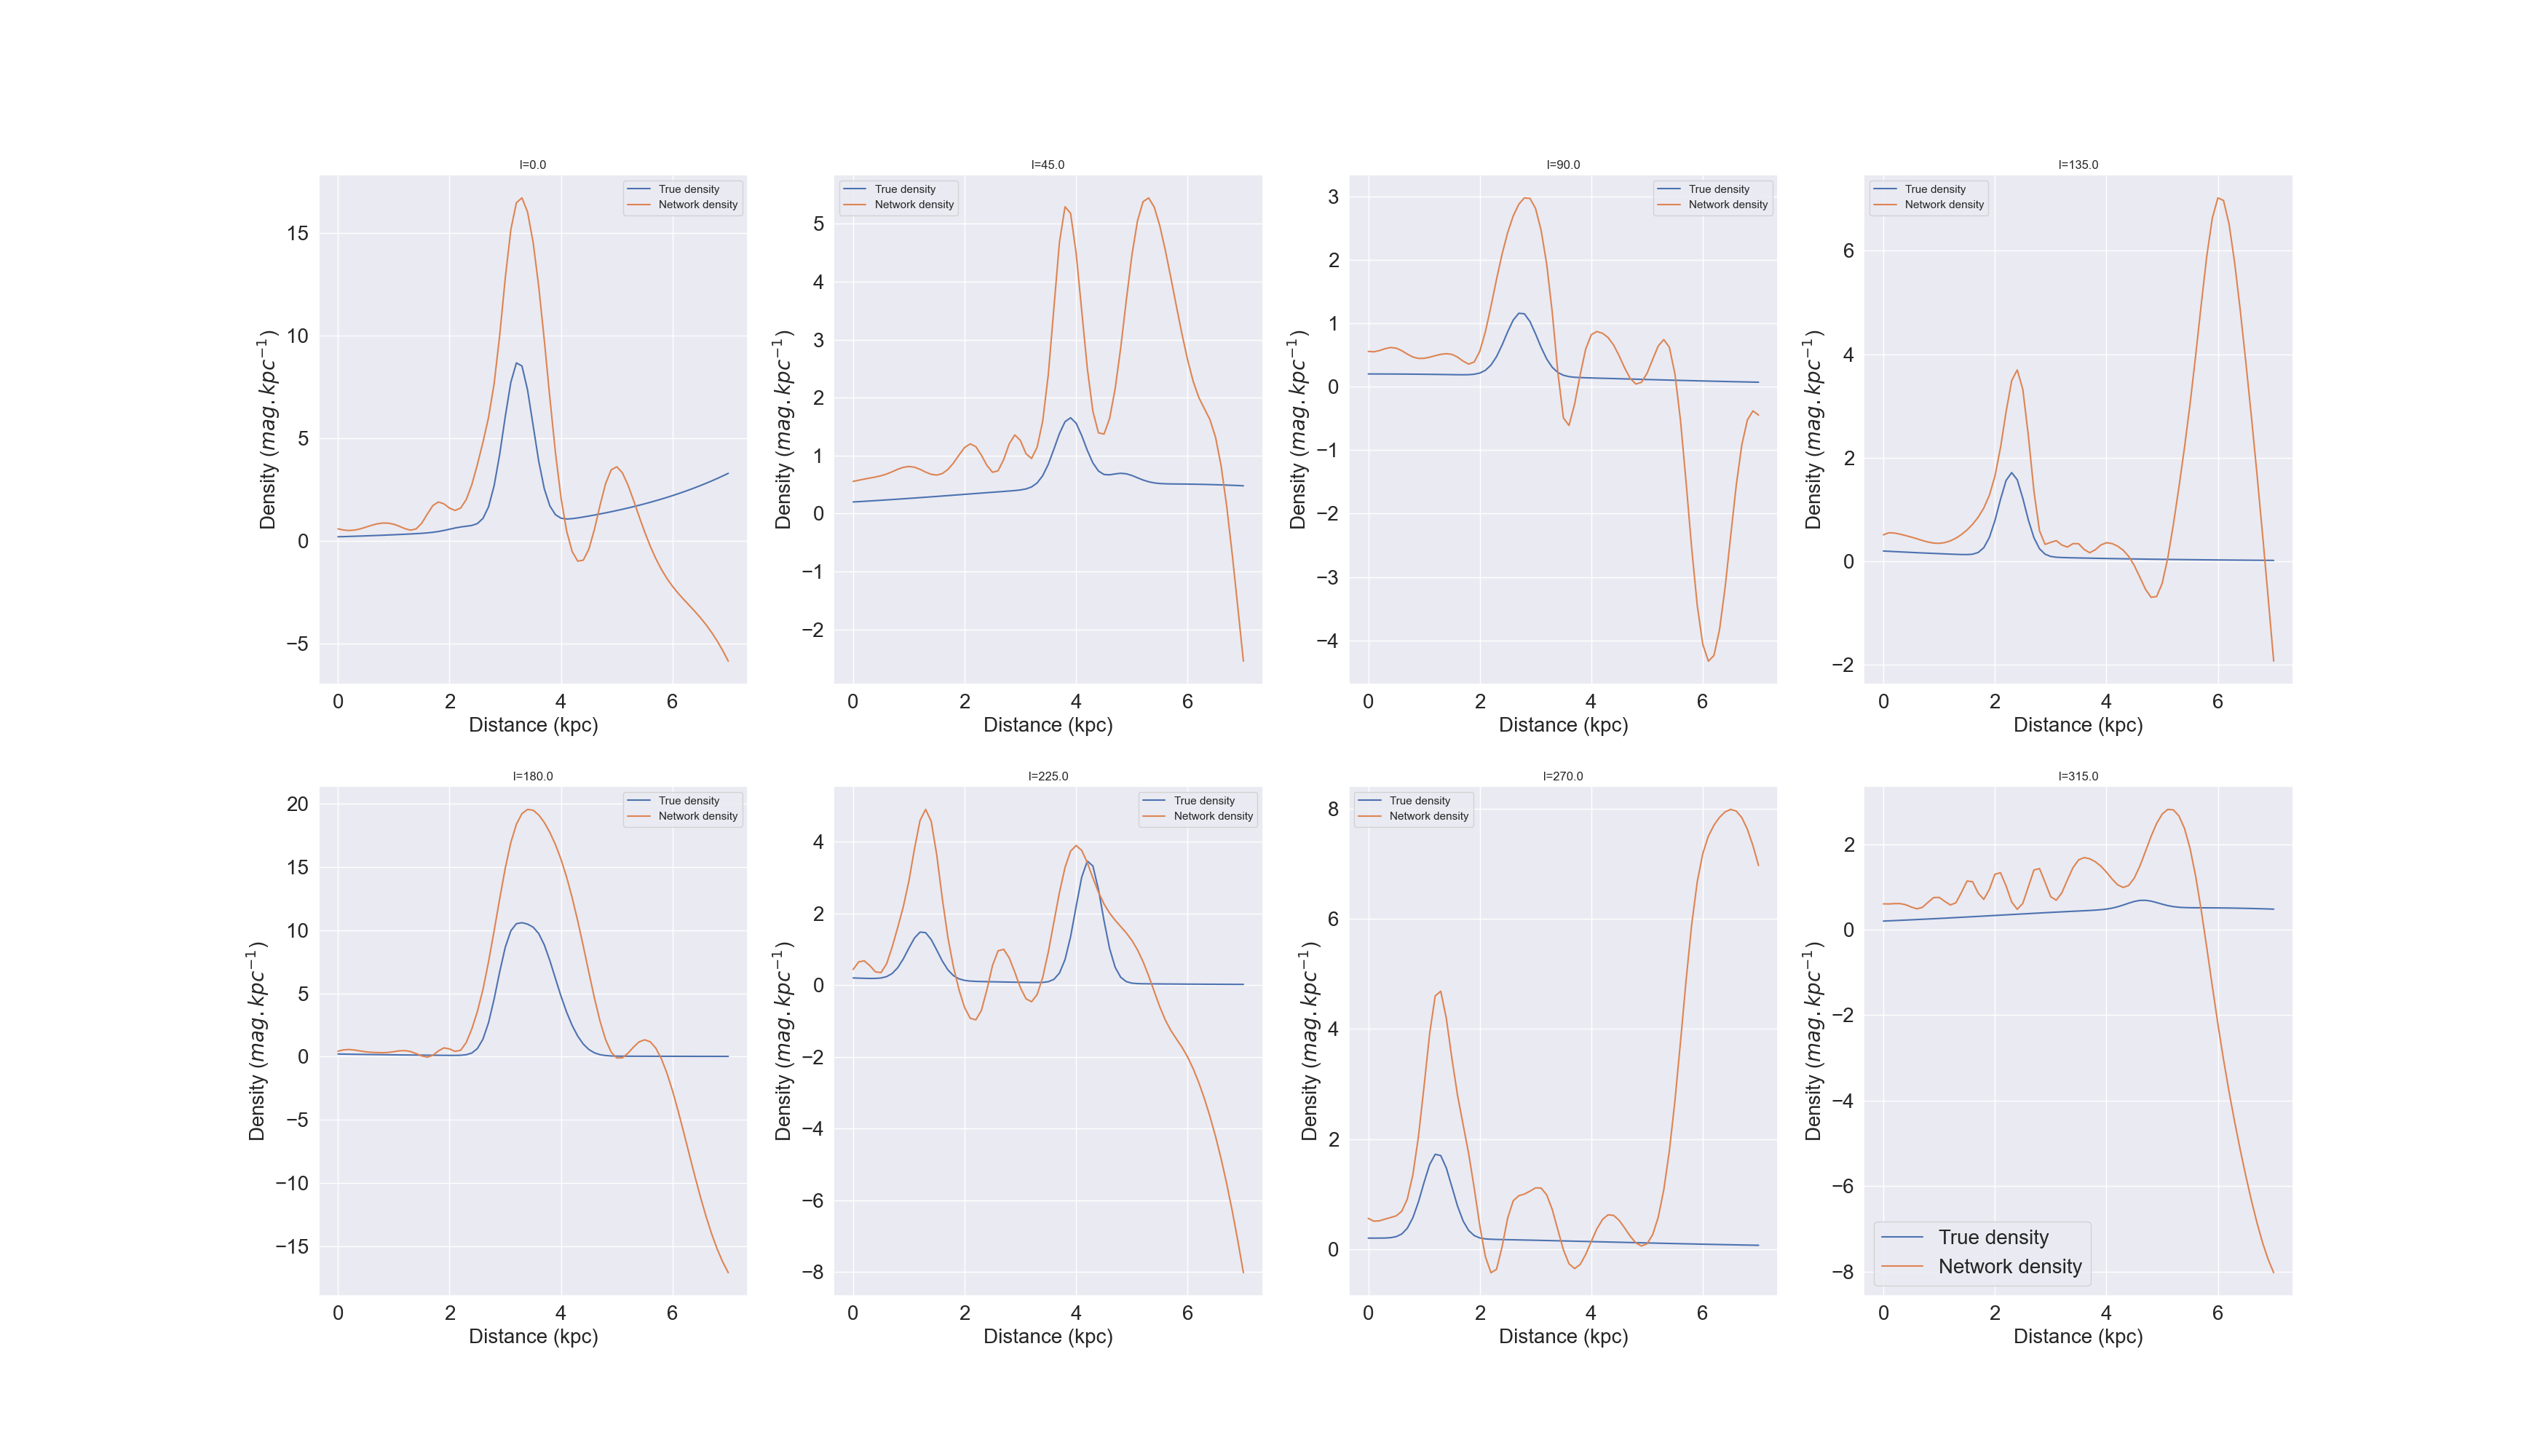 l=0.0
True density
Network density
15
10
5
0
−5
Density (mag.kpc⁻¹)
0 2 4 6
Distance (kpc)
l=45.0
True density
Network density
5
4
3
2
1
0
−1
−2
Density (mag.kpc⁻¹)
0 2 4 6
Distance (kpc)
l=90.0
True density
Network density
3
2
1
0
−1
−2
−3
−4
Density (mag.kpc⁻¹)
0 2 4 6
Distance (kpc)
l=135.0
True density
Network density
6
4
2
0
−2
Density (mag.kpc⁻¹)
0 2 4 6
Distance (kpc)
l=180.0
True density
Network density
20
15
10
5
0
−5
−10
−15
Density (mag.kpc⁻¹)
0 2 4 6
Distance (kpc)
l=225.0
True density
Network density
4
2
0
−2
−4
−6
−8
Density (mag.kpc⁻¹)
0 2 4 6
Distance (kpc)
l=270.0
True density
Network density
8
6
4
2
0
Density (mag.kpc⁻¹)
0 2 4 6
Distance (kpc)
l=315.0
2
0
−2
−4
−6
−8
Density (mag.kpc⁻¹)
True density
Network density
0 2 4 6
Distance (kpc)